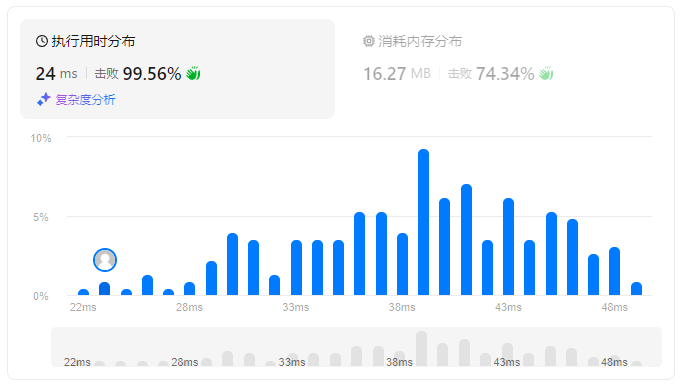 执行用时分布
24 ms 击败 99.56%
复杂度分析
消耗内存分布
16.27 MB 击败 74.34%
10%
5%
0%
22ms 28ms 33ms 38ms 43ms 48ms
22ms 28ms 33ms 38ms 43ms 48ms